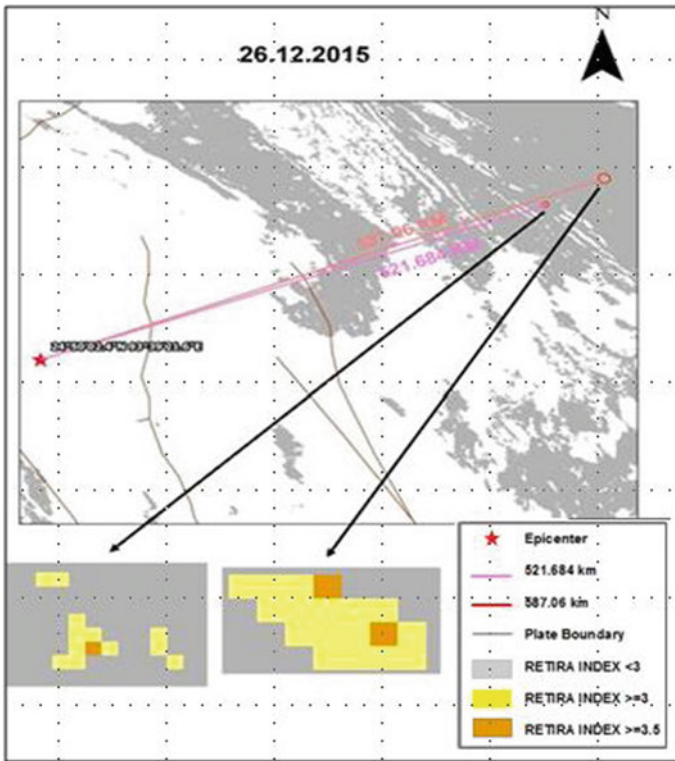 N
26.12.2015
587.06 KM
521.684 KM
Epicenter
521.684 km
587.06 km
Plate Boundary
RETIRA INDEX <3
RETIRA INDEX >=3
RETIRA INDEX >=3.5